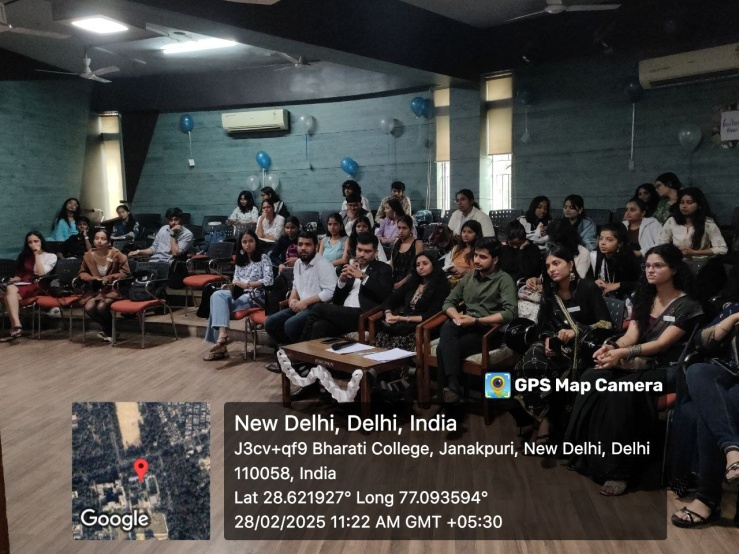 GPS Map Camera
New Delhi, Delhi, India
J3cv+qf9 Bharati College, Janakpuri, New Delhi, Delhi
110058, India
Lat 28.621927° Long 77.093594°
28/02/2025 11:22 AM GMT +05:30
Google